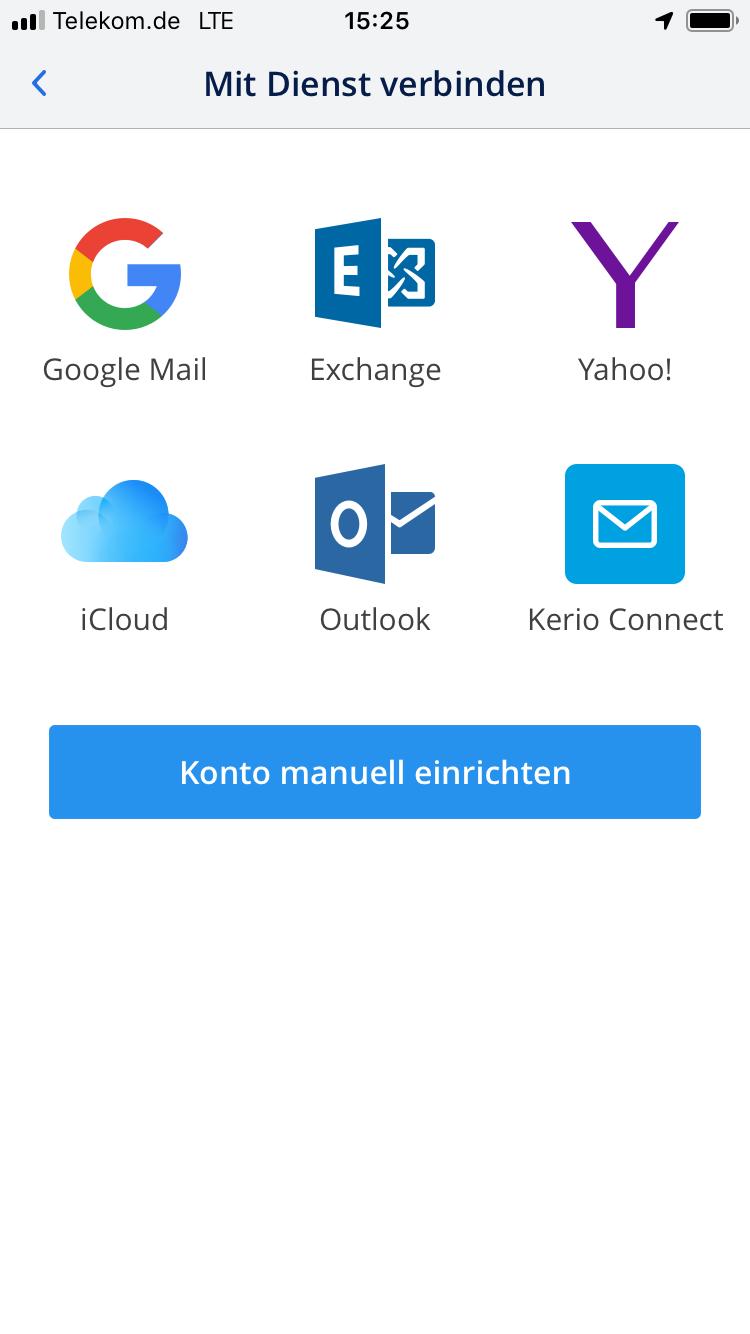 Telekom.de LTE 15:25
Mit Dienst verbinden
Google Mail Exchange Yahoo!
iCloud Outlook Kerio Connect
Konto manuell einrichten